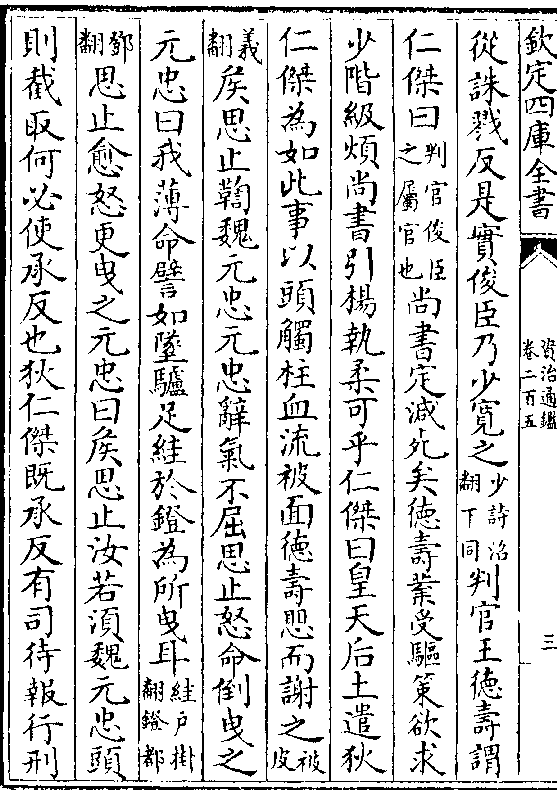 欽定四庫全書
資治通鑑
卷二百五
三
從誅戮反是實俊臣乃少寛之少詩沼翻下同判官王徳壽謂
仁傑曰判官俊臣之屬官也尚書定減死矣徳壽業受驅策欲求
少階級煩尚書引楊執柔可乎仁傑曰皇天后土遣狄
仁傑為如此事以頭觸柱血流被面徳壽愳而謝之被皮
義翻矦思止鞫魏元忠元忠辭氣不屈思止怒命倒曳之
元忠曰我薄命譬如墜驢足絓於鐙為所曳耳絓戸掛翻鐙都
鄧翻思止愈怒更曳之元忠曰矦思止汝若須魏元忠頭
則截取何必使承反也狄仁傑既承反有司待報行刑